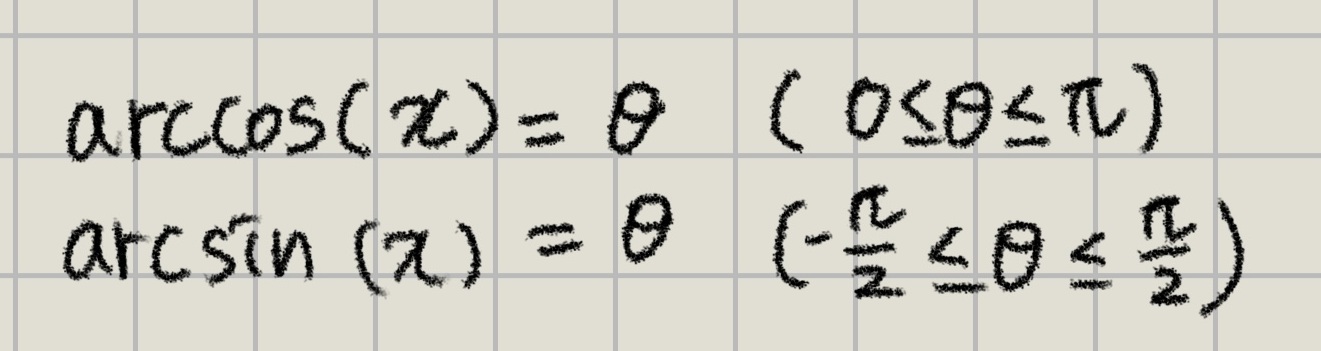 arccos(x) = θ (0≤θ≤π)
arcsin(x) = θ (-π/2 ≤ θ ≤ π/2)